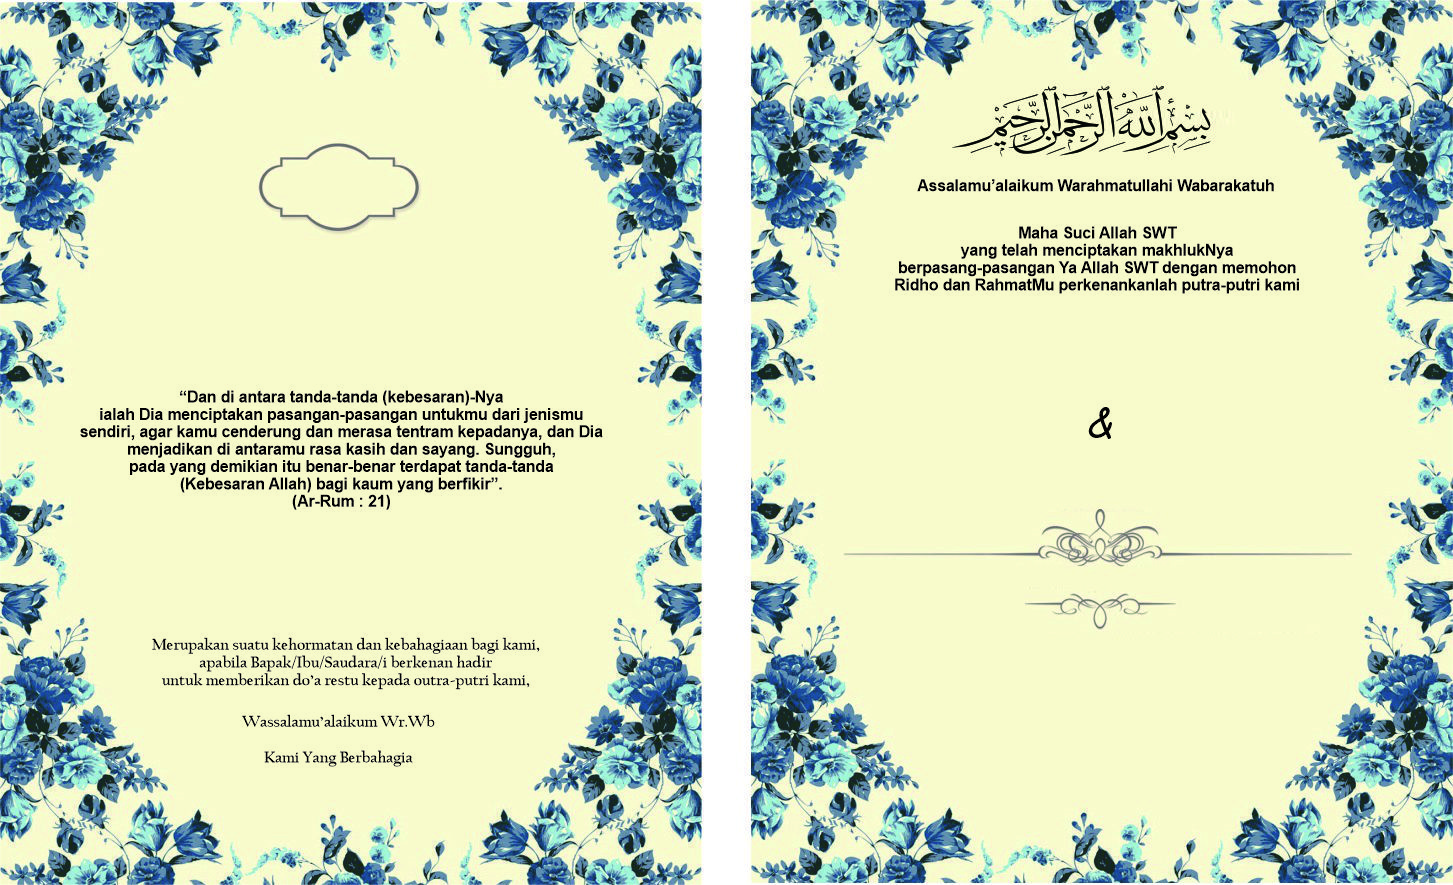 “Dan di antara tanda-tanda (kebesaran)-Nya
ialah Dia menciptakan pasangan-pasangan untukmu dari jenismu
sendiri, agar kamu cenderung dan merasa tentram kepadanya, dan Dia
menjadikan di antaramu rasa kasih dan sayang. Sungguh,
pada yang demikian itu benar-benar terdapat tanda-tanda
(Kebesaran Allah) bagi kaum yang berfikir”.
(Ar-Rum : 21)
Merupakan suatu kehormatan dan kebahagiaan bagi kami,
apabila Bapak/Ibu/Saudara/i berkenan hadir
untuk memberikan do’a restu kepada outra-putri kami,
Wassalamu’alaikum Wr.Wb
Kami Yang Berbahagia
بِسْمِ اللَّهِ الرَّحْمَنِ الرَّحِيمِ
Assalamu’alaikum Warahmatullahi Wabarakatuh
Maha Suci Allah SWT
yang telah menciptakan makhlukNya
berpasang-pasangan Ya Allah SWT dengan memohon
Ridho dan RahmatMu perkenankanlah putra-putri kami
&